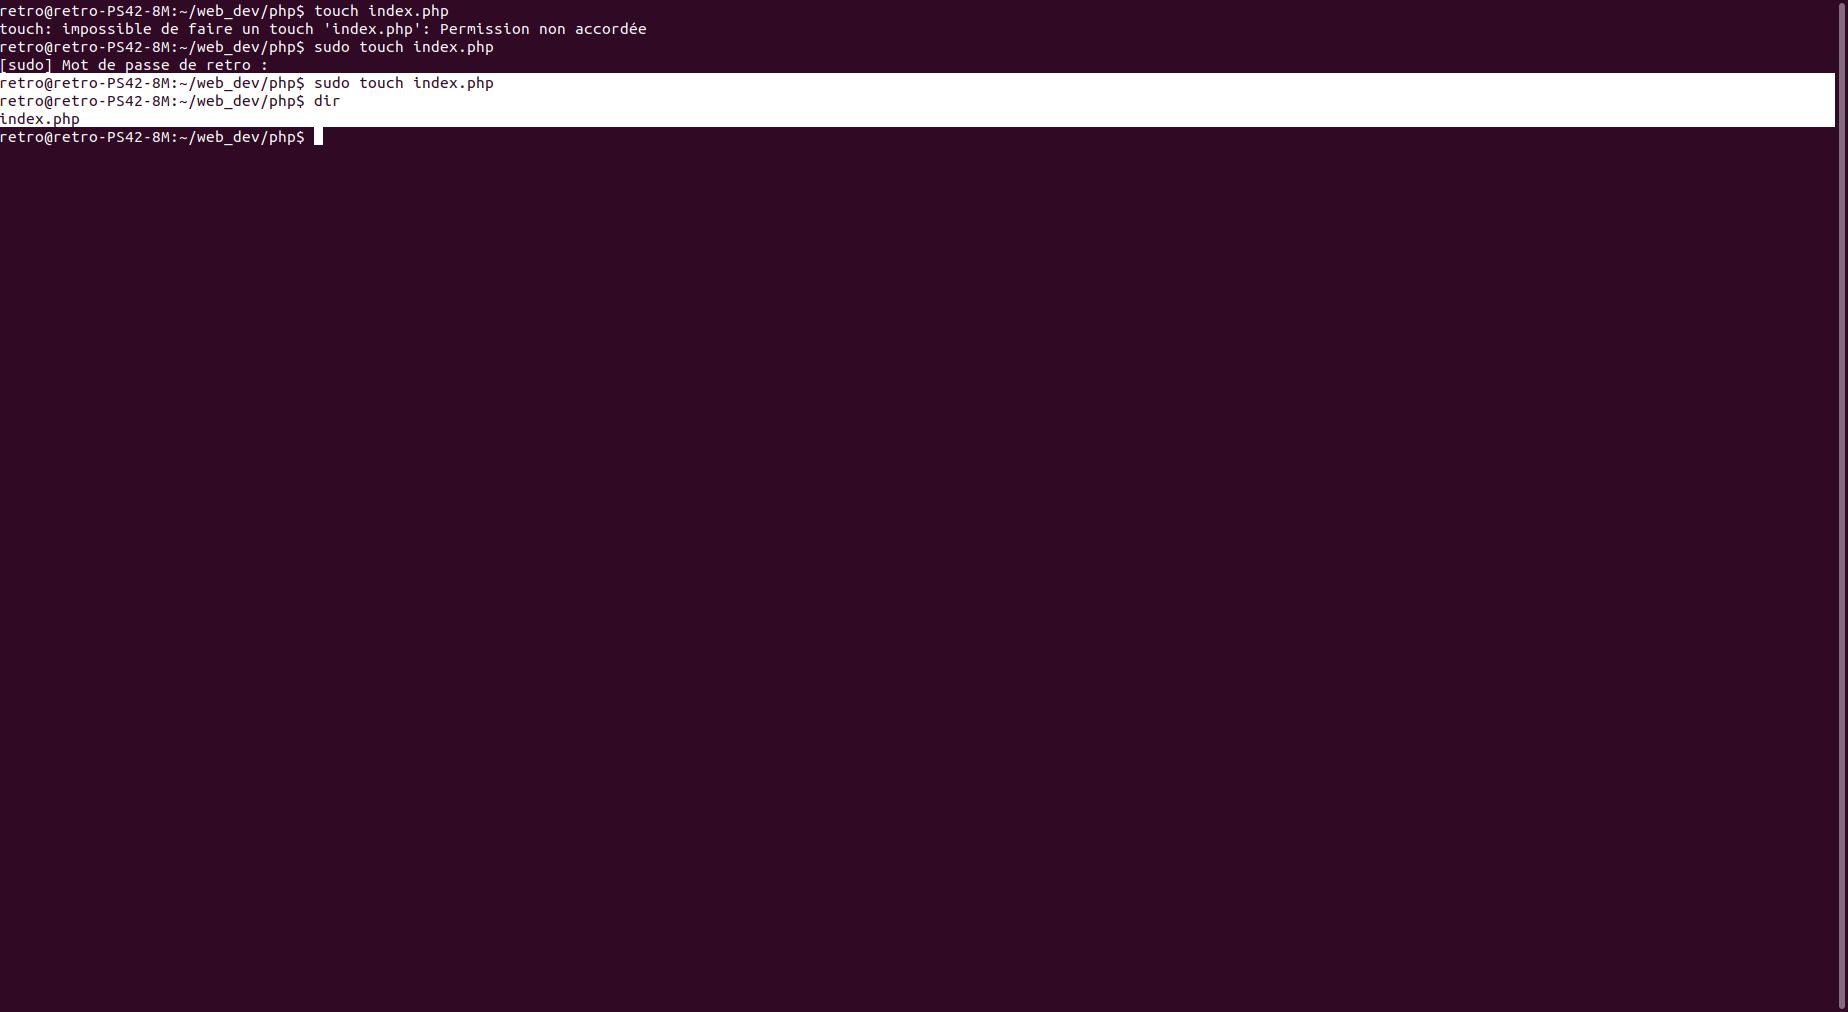 retro@retro-PS42-8M:~/web_dev/php$ touch index.php
touch: impossible de faire un touch 'index.php': Permission non accordée
retro@retro-PS42-8M:~/web_dev/php$ sudo touch index.php
[sudo] Mot de passe de retro :
retro@retro-PS42-8M:~/web_dev/php$ sudo touch index.php
retro@retro-PS42-8M:~/web_dev/php$ dir
index.php
retro@retro-PS42-8M:~/web_dev/php$